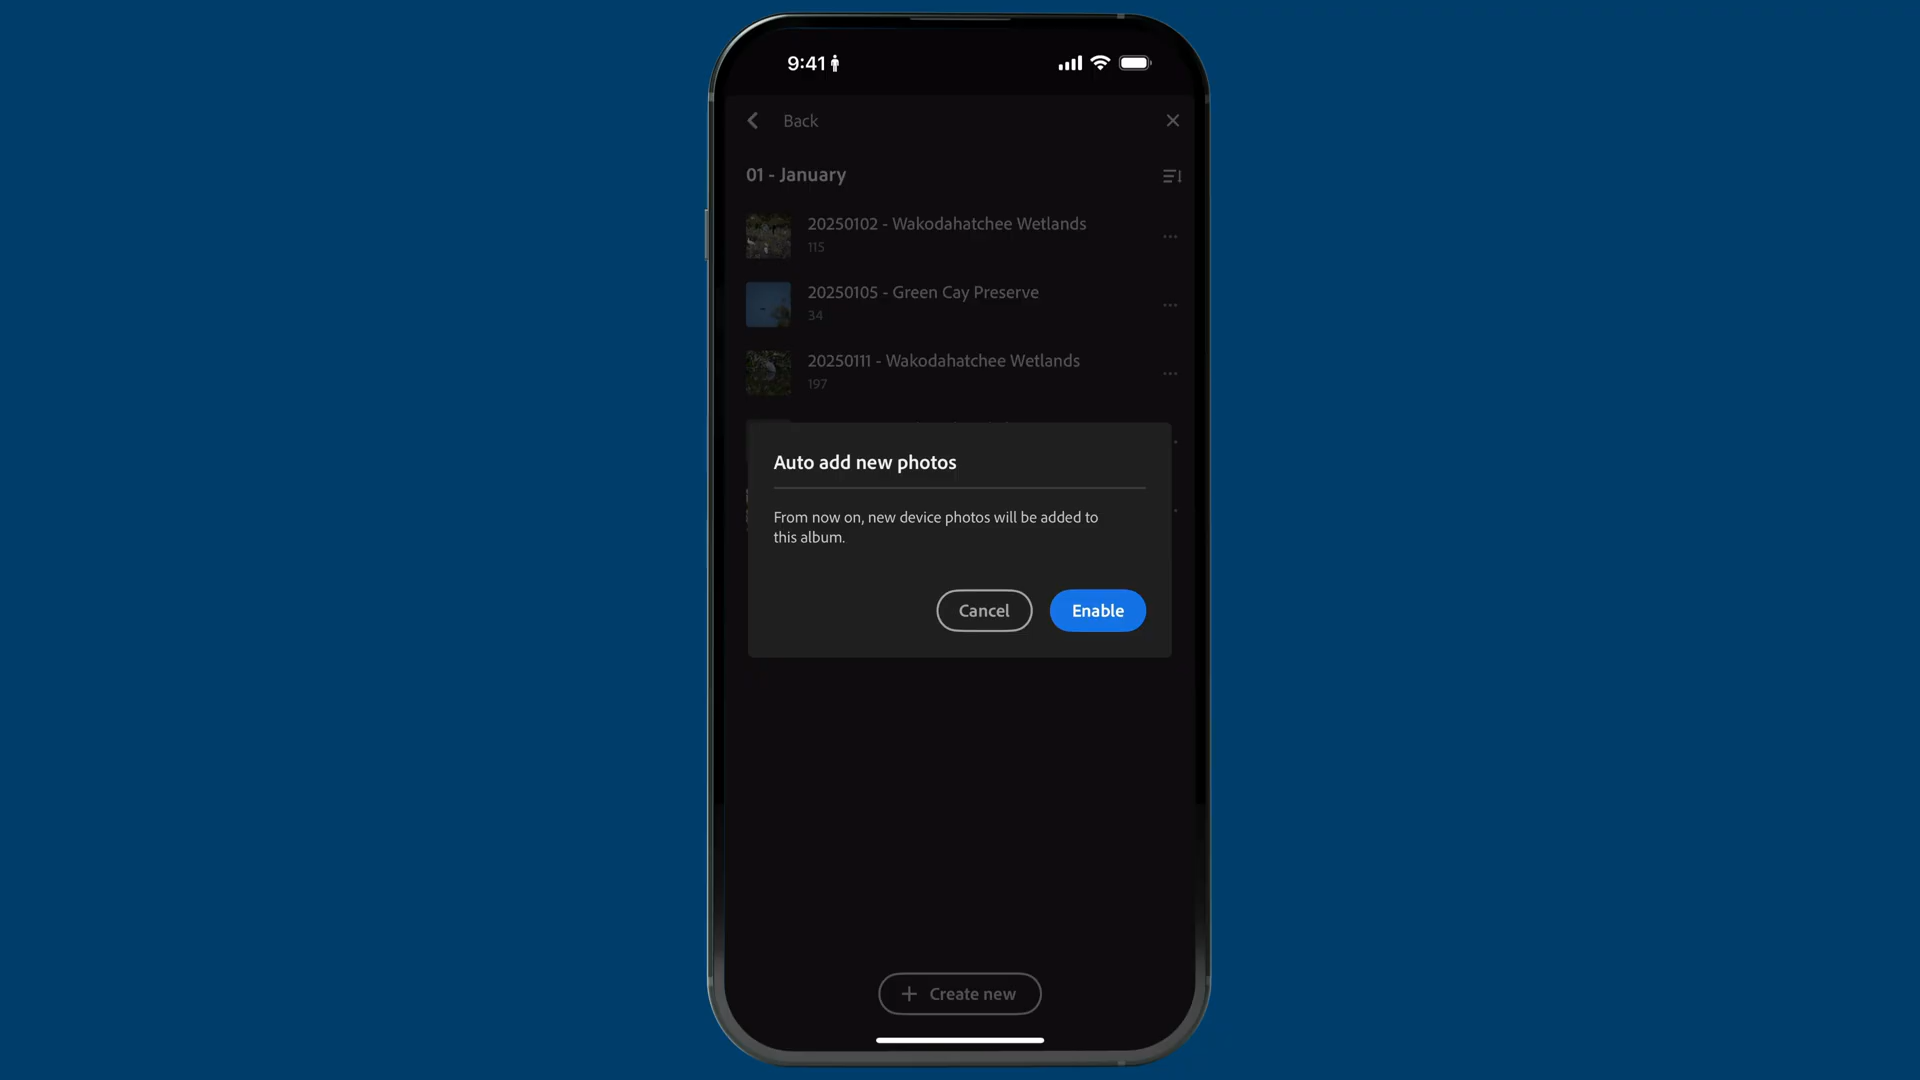 9:41
Back
01 - January
20250102 - Wakodahatchee Wetlands
115
20250105 - Green Cay Preserve
34
20250111 - Wakodahatchee Wetlands
197
Auto add new photos
From now on, new device photos will be added to
this album.
Cancel
Enable
Create new